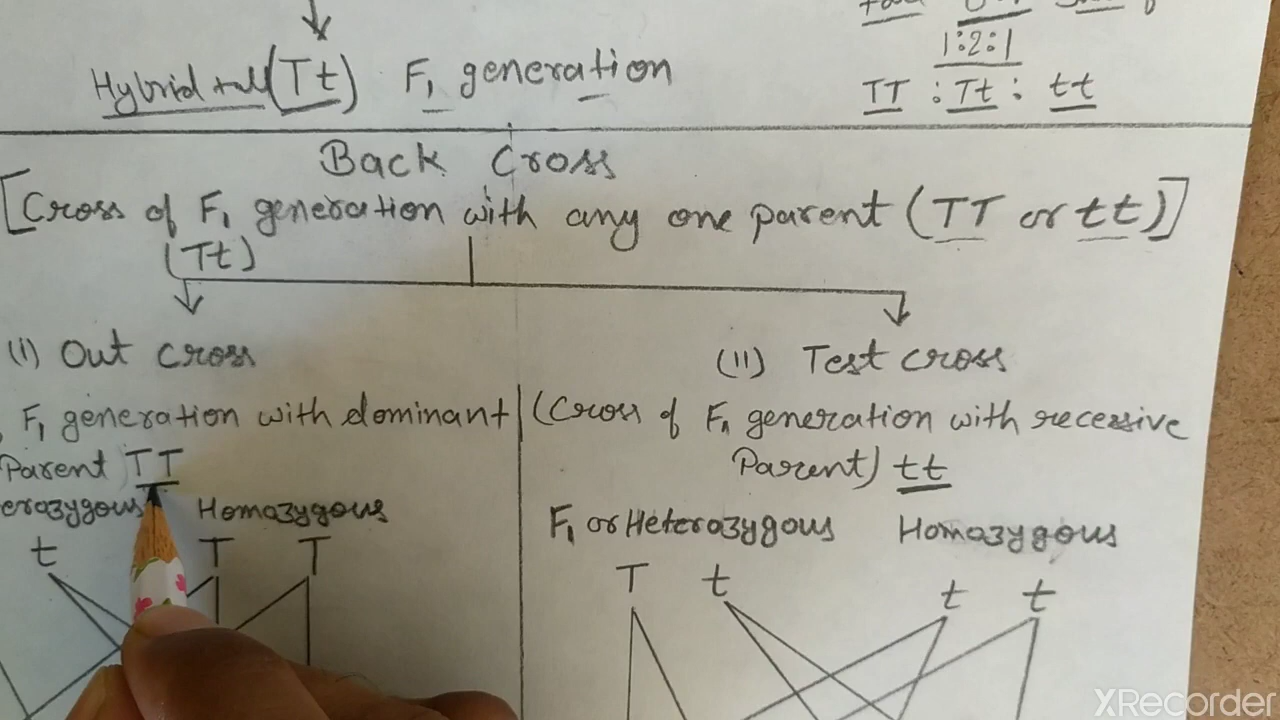 Hybrid tall (Tt) F₁ generation
1:2:1
TT : Tt : tt
Back Cross
[Cross of F₁ generation with any one parent (TT or tt)]
(Tt)
(I) Out cross
F₁ generation with dominant
Parent TT
erozygous Homozygous
t T T
(II) Test cross
(Cross of F₁ generation with recessive
Parent) tt
F₁ or Heterozygous Homozygous
T t t t
XRecorder